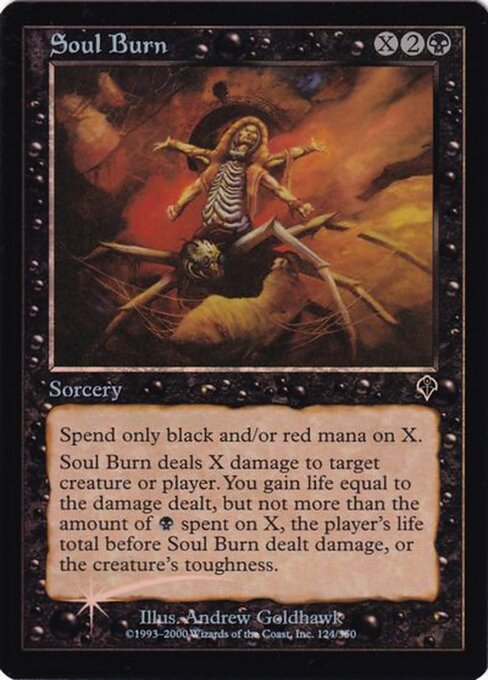 Soul Burn X2
Sorcery
Spend only black and/or red mana on X.
Soul Burn deals X damage to target
creature or player. You gain life equal to
the damage dealt, but not more than the
amount of spent on X, the player's life
total before Soul Burn dealt damage, or
the creature's toughness.
Illus. Andrew Goldhawk
©1993–2000 Wizards of the Coast, Inc. 124/350